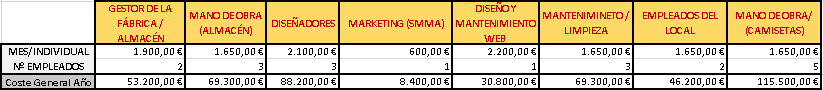 GESTOR DE LA FÁBRICA / ALMACÉN MANO DE OBRA (ALMACÉN) DISEÑADORES MARKETING (SMMA) DISEÑO Y MANTENIMIENTO WEB MANTENIMINETO / LIMPIEZA EMPLEADOS DEL LOCAL MANO DE OBRA/ (CAMISETAS)
MES/INDIVIDUAL 1.900,00 € 1.650,00 € 2.100,00 € 600,00 € 2.200,00 € 1.650,00 € 1.650,00 € 1.650,00 €
Nº EMPLEADOS 2 3 3 1 1 3 2 5
Coste General Año 53.200,00 € 69.300,00 € 88.200,00 € 8.400,00 € 30.800,00 € 69.300,00 € 46.200,00 € 115.500,00 €